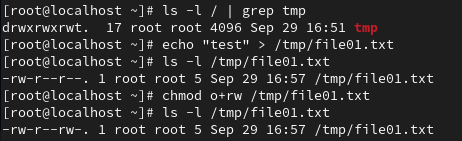 [root@localhost ~]# ls -l / | grep tmp
drwxrwxrwt.  17 root root 4096 Sep 29 16:51 tmp
[root@localhost ~]# echo "test" > /tmp/file01.txt
[root@localhost ~]# ls -l /tmp/file01.txt
-rw-r--r--. 1 root root 5 Sep 29 16:57 /tmp/file01.txt
[root@localhost ~]# chmod o+rw /tmp/file01.txt
[root@localhost ~]# ls -l /tmp/file01.txt
-rw-r--rw-. 1 root root 5 Sep 29 16:57 /tmp/file01.txt